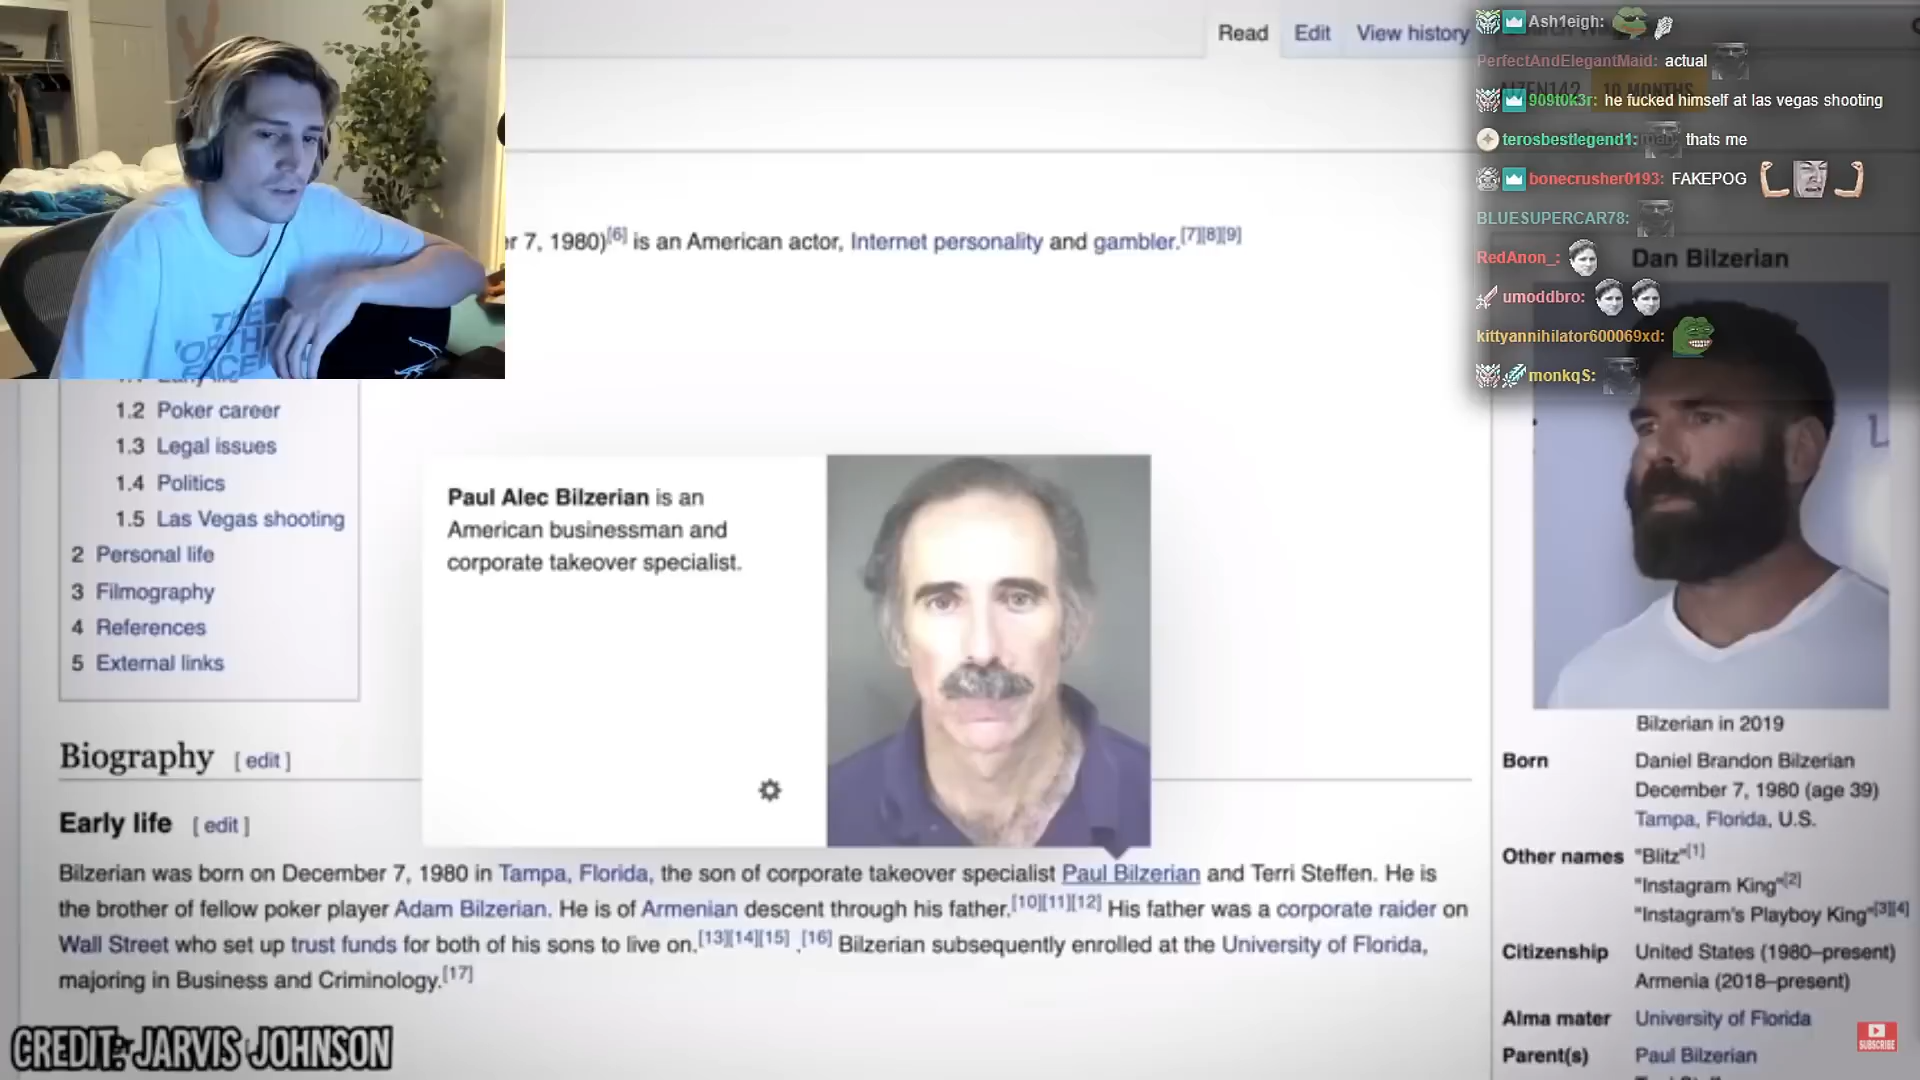 Read Edit View history
Ash1eigh:
PerfectAndElegantMaid: actual
909t0k3r: he fucked himself at las vegas shooting
terosbestlegend1: thats me
bonecrusher0193: FAKEPOG
BLUESUPERCAR78:
RedAnon_:
umoddbro:
kittyannihilator600069xd:
monkqS:
10 MONTHS
THE
NORTH
FACE
r 7, 1980)[6] is an American actor, Internet personality and gambler.[7][8][9]
1.1 Early life
1.2 Poker career
1.3 Legal issues
1.4 Politics
1.5 Las Vegas shooting
2 Personal life
3 Filmography
4 References
5 External links
Paul Alec Bilzerian is an
American businessman and
corporate takeover specialist.
Biography [ edit ]
Early life [ edit ]
Bilzerian was born on December 7, 1980 in Tampa, Florida, the son of corporate takeover specialist Paul Bilzerian and Terri Steffen. He is
the brother of fellow poker player Adam Bilzerian. He is of Armenian descent through his father.[10][11][12] His father was a corporate raider on
Wall Street who set up trust funds for both of his sons to live on.[13][14][15] .[16] Bilzerian subsequently enrolled at the University of Florida,
majoring in Business and Criminology.[17]
Dan Bilzerian
Bilzerian in 2019
Born Daniel Brandon Bilzerian
December 7, 1980 (age 39)
Tampa, Florida, U.S.
Other names "Blitz"[1]
"Instagram King"[2]
"Instagram's Playboy King"[3][4]
Citizenship United States (1980–present)
Armenia (2018–present)
Alma mater University of Florida
Parent(s) Paul Bilzerian
CREDIT: JARVIS JOHNSON
SUBSCRIBE